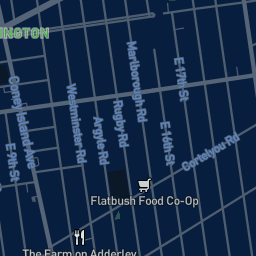 INGTON
Marlborough Rd
E 17th St
Coney Island Ave
Westminster Rd
Argyle Rd
Rugby Rd
E 16th St
Cortelyou Rd
E 9th St
Flatbush Food Co-Op
The Farm on Adderley